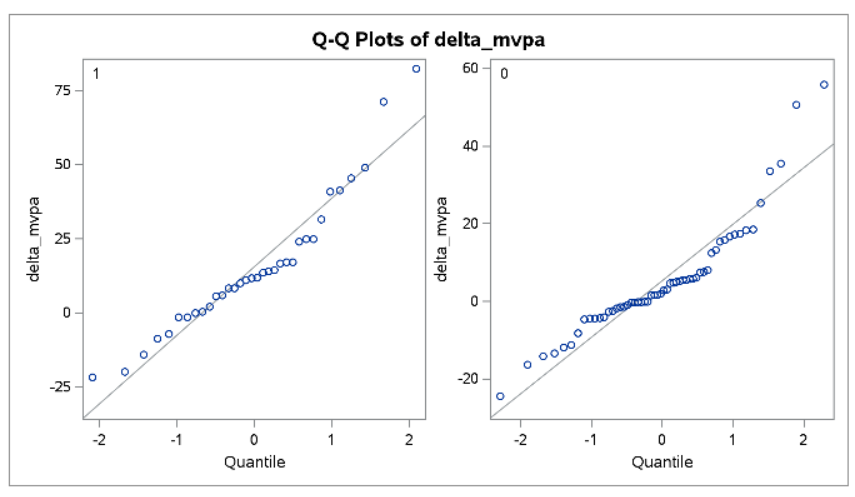 Q-Q Plots of delta_mvpa
1
75
50
25
0
-25
delta_mvpa
-2 -1 0 1 2
Quantile
0
60
40
20
0
-20
delta_mvpa
-2 -1 0 1 2
Quantile